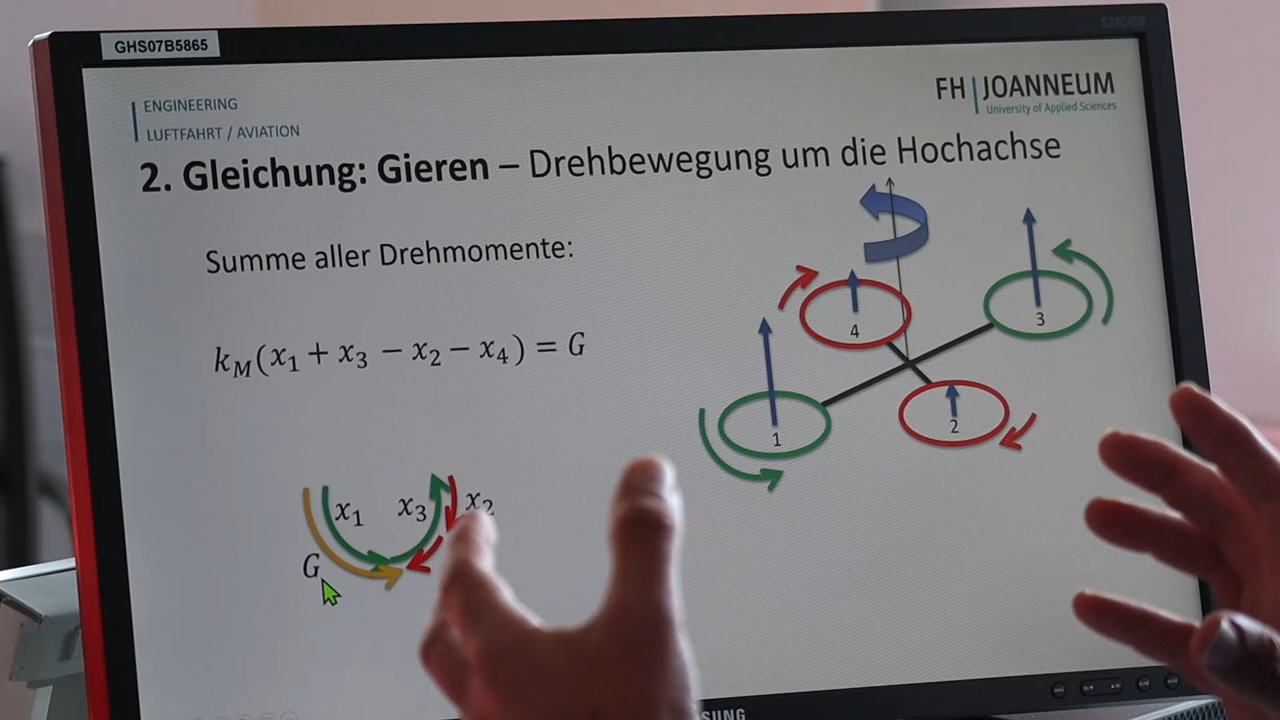 GHS07B5865
S24C450
ENGINEERING
LUFTFAHRT / AVIATION
FH | JOANNEUM
University of Applied Sciences
2. Gleichung: Gieren – Drehbewegung um die Hochachse
Summe aller Drehmomente:
k_M(x_1 + x_3 − x_2 − x_4) = G
4
3
1
2
x_1 x_3 x_2
G